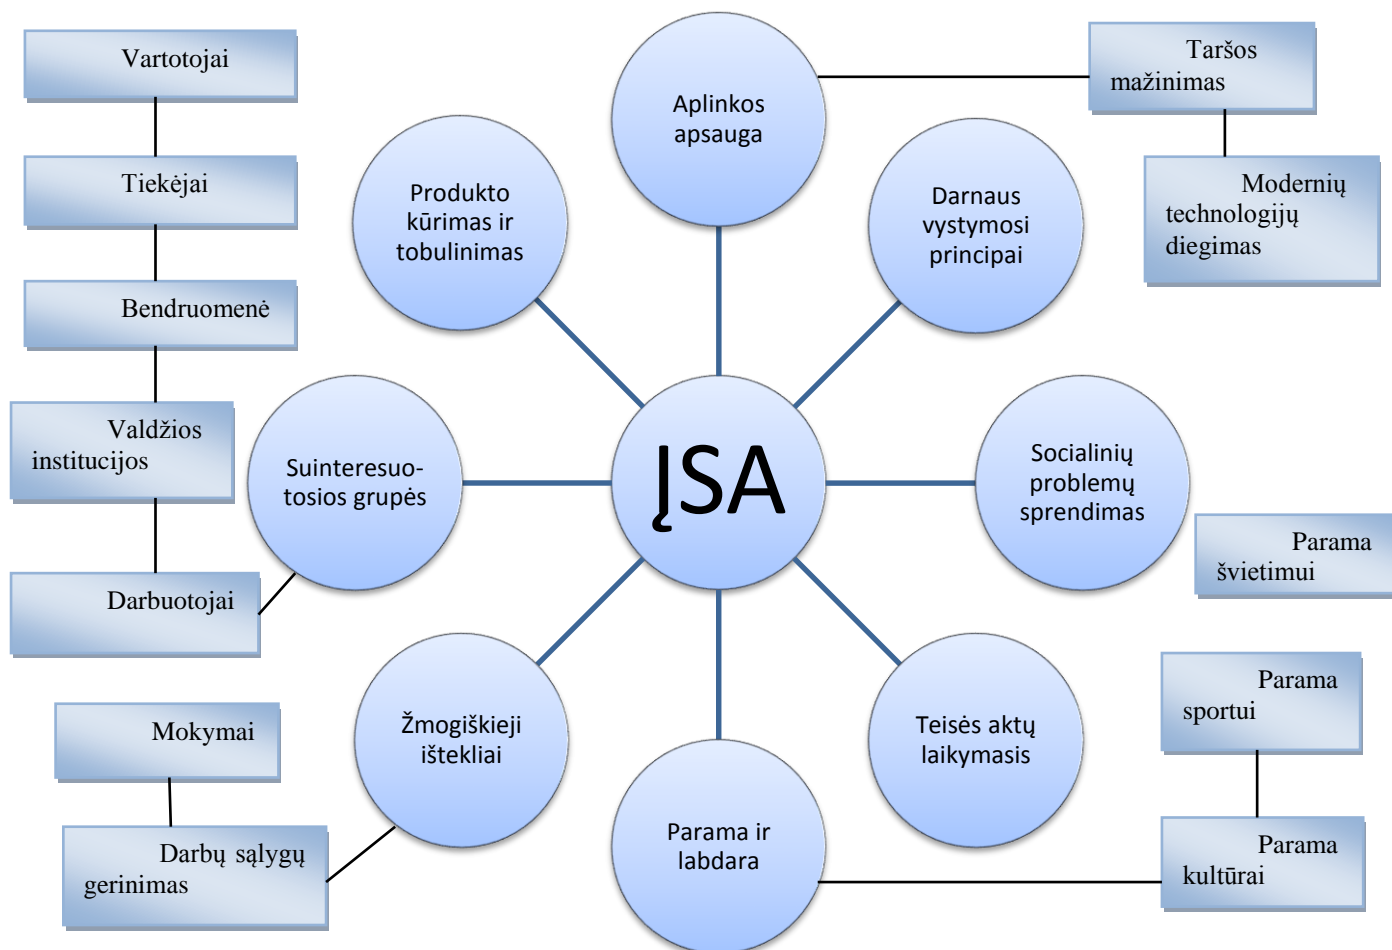 Vartotojai
Tiekėjai
Bendruomenė
Valdžios
institucijos
Darbuotojai
Mokymai
Darbų sąlygų
gerinimas
Produkto
kūrimas ir
tobulinimas
Suinteresuo-
tosios grupės
Žmogiškieji
ištekliai
Aplinkos
apsauga
ĮSA
Parama ir
labdara
Darnaus
vystymosi
principai
Socialinių
problemų
sprendimas
Teisės aktų
laikymasis
Taršos
mažinimas
Modernių
technologijų
diegimas
Parama
švietimui
Parama
sportui
Parama
kultūrai